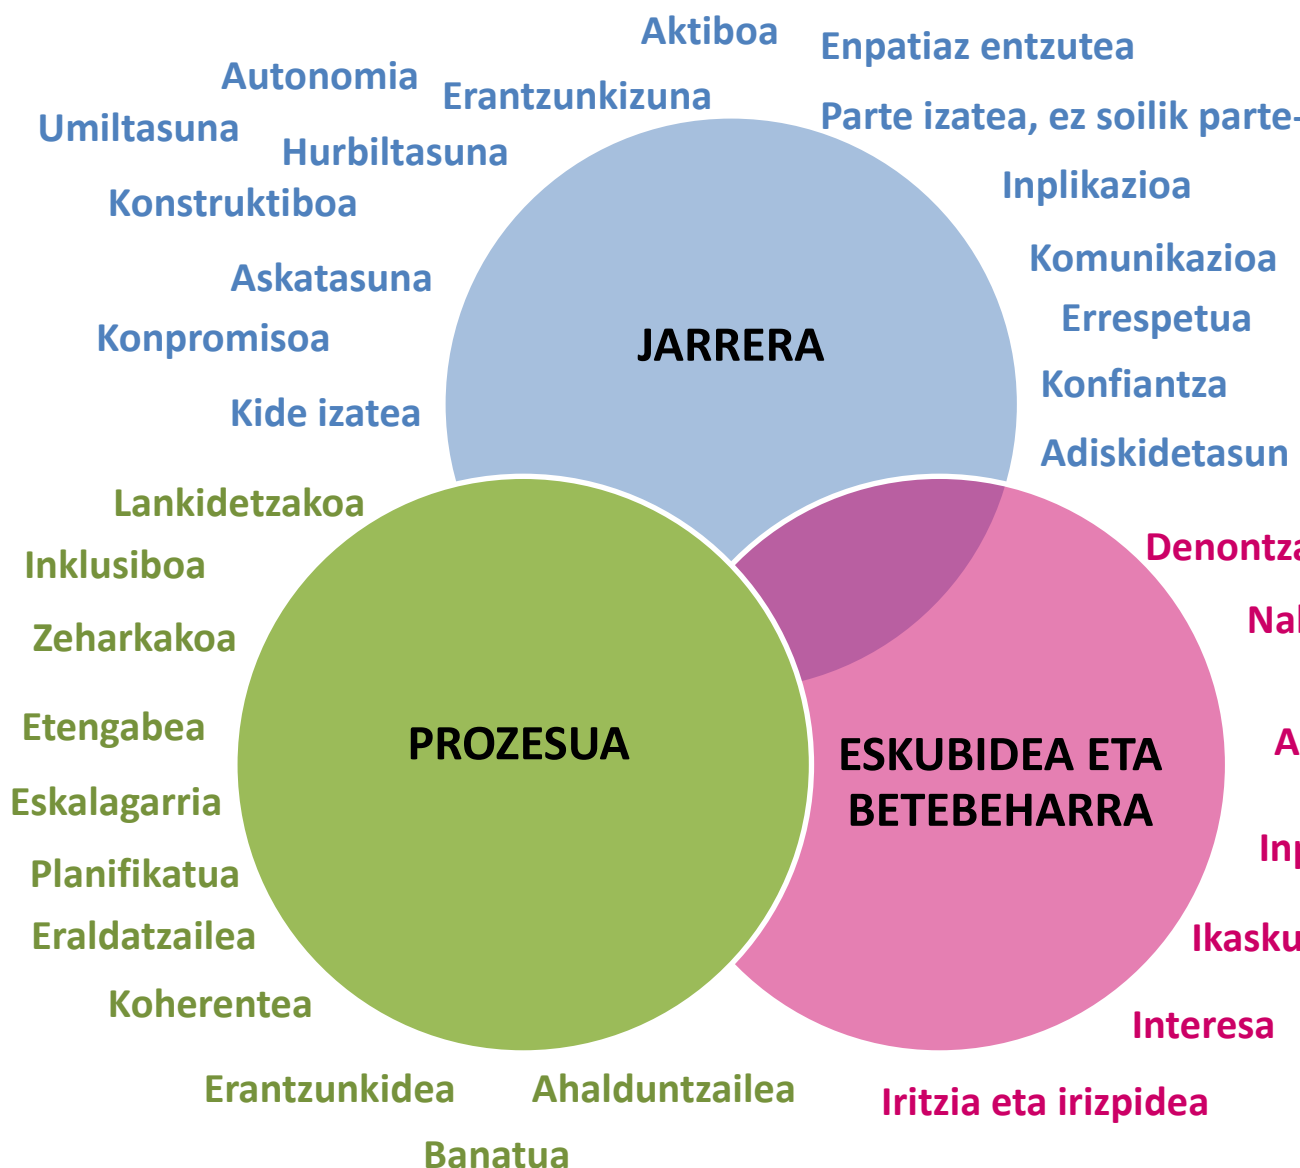 Aktiboa
Enpatiaz entzutea
Autonomia
Erantzunkizuna
Umiltasuna
Parte izatea, ez soilik parte-
Hurbiltasuna
Inplikazioa
Konstruktiboa
Komunikazioa
Askatasuna
Errespetua
Konpromisoa
JARRERA
Konfiantza
Kide izatea
Adiskidetasun
Lankidetzakoa
Inklusiboa
Zeharkakoa
Etengabea
PROZESUA
ESKUBIDEA ETA
BETEBEHARRA
Eskalagarria
Planifikatua
Eraldatzailea
Koherentea
Interesa
Erantzunkidea
Ahalduntzailea
Iritzia eta irizpidea
Banatua